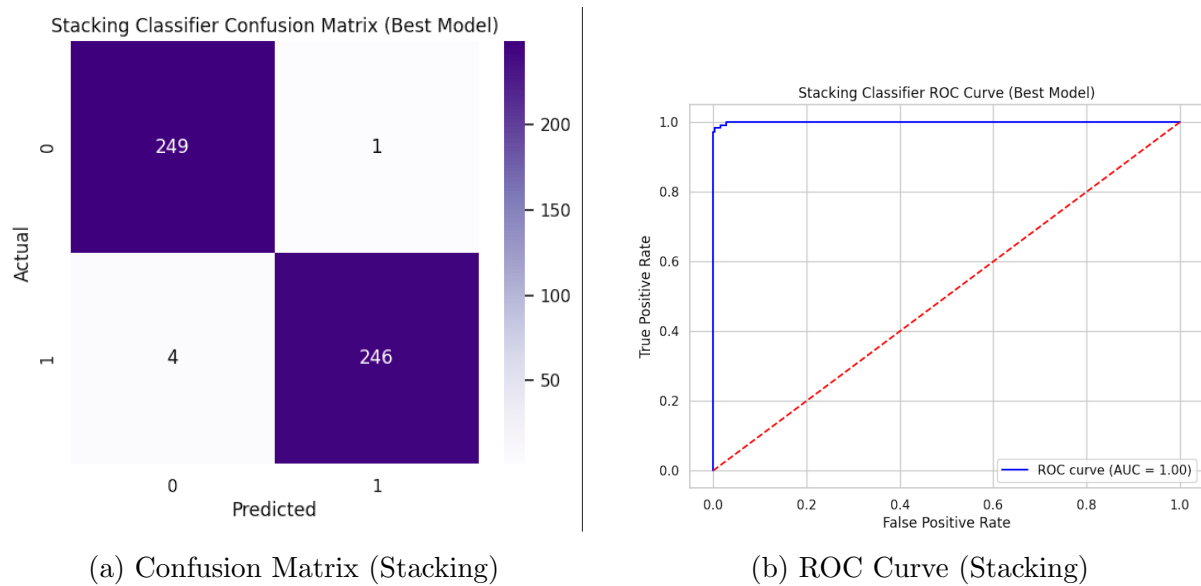 Stacking Classifier Confusion Matrix (Best Model)
249
1
4
246
0
1
Actual
0
1
Predicted
200
150
100
50
(a) Confusion Matrix (Stacking)
Stacking Classifier ROC Curve (Best Model)
1.0
0.8
0.6
0.4
0.2
0.0
True Positive Rate
ROC curve (AUC = 1.00)
0.0
0.2
0.4
0.6
0.8
1.0
False Positive Rate
(b) ROC Curve (Stacking)